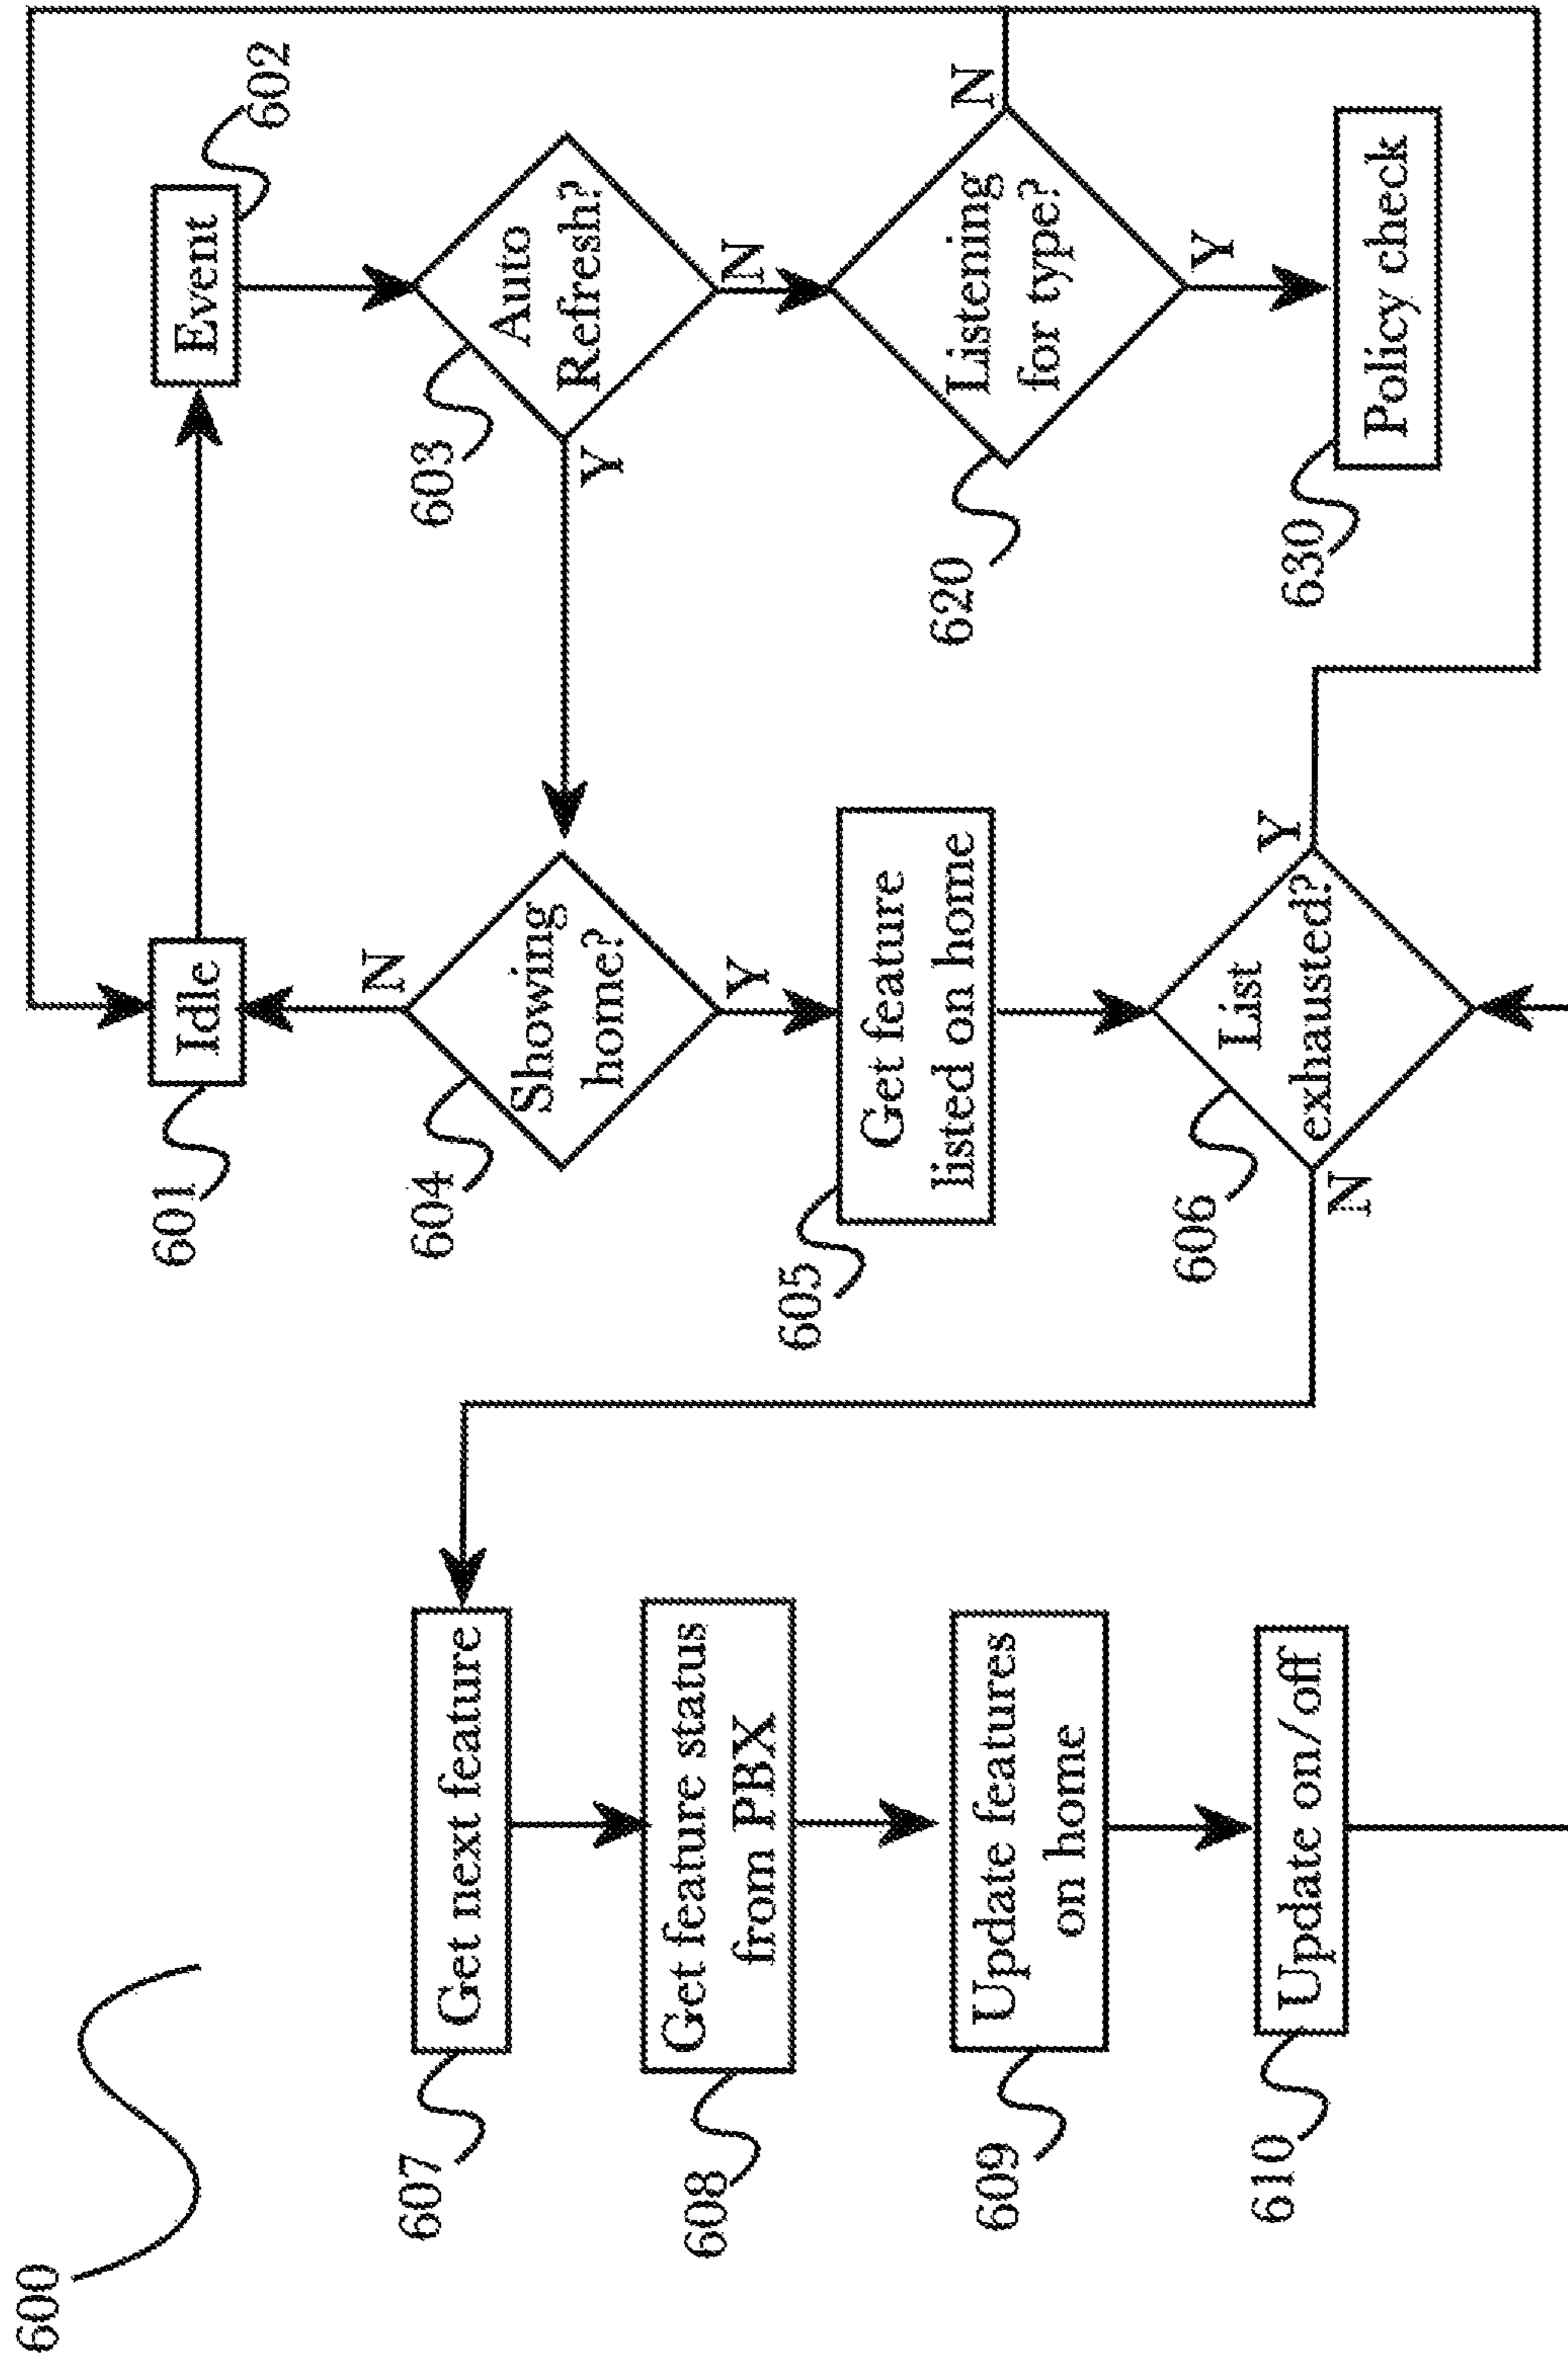 600
607
Get next feature
608
Get feature status
from PBX
609
Update features
on home
610
Update on/off
601
Idle
604
Showing
home?
N
Y
605
Get feature
listed on home
606
List
exhausted?
N
Y
602
Event
603
Auto
Refresh?
Y
N
620
Listening
for type?
N
Y
630
Policy check